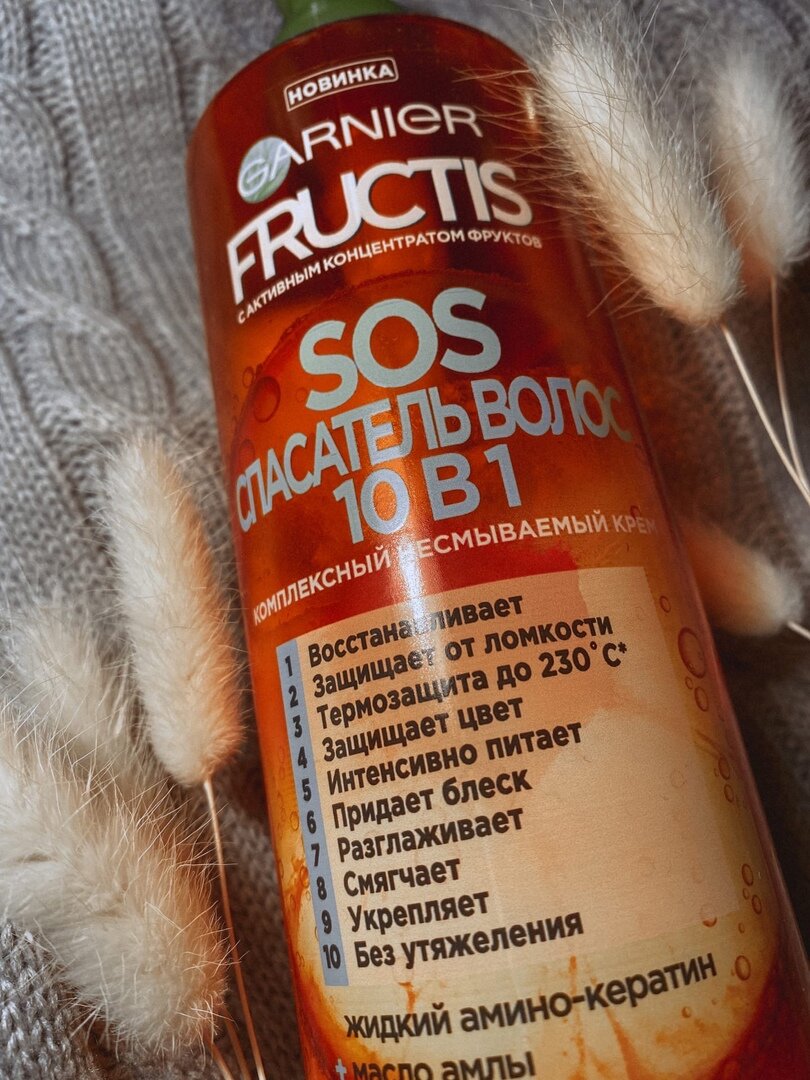 НОВИНКА
GARNIER
FRUCTIS
С АКТИВНЫМ КОНЦЕНТРАТОМ ФРУКТОВ
SOS
СПАСАТЕЛЬ ВОЛОС
10 В 1
КОМПЛЕКСНЫЙ НЕСМЫВАЕМЫЙ КРЕМ
1 Восстанавливает
2 Защищает от ломкости
3 Термозащита до 230°C*
4 Защищает цвет
5 Интенсивно питает
6 Придает блеск
7 Разглаживает
8 Смягчает
9 Укрепляет
10 Без утяжеления
жидкий амино-кератин
+ масло амлы